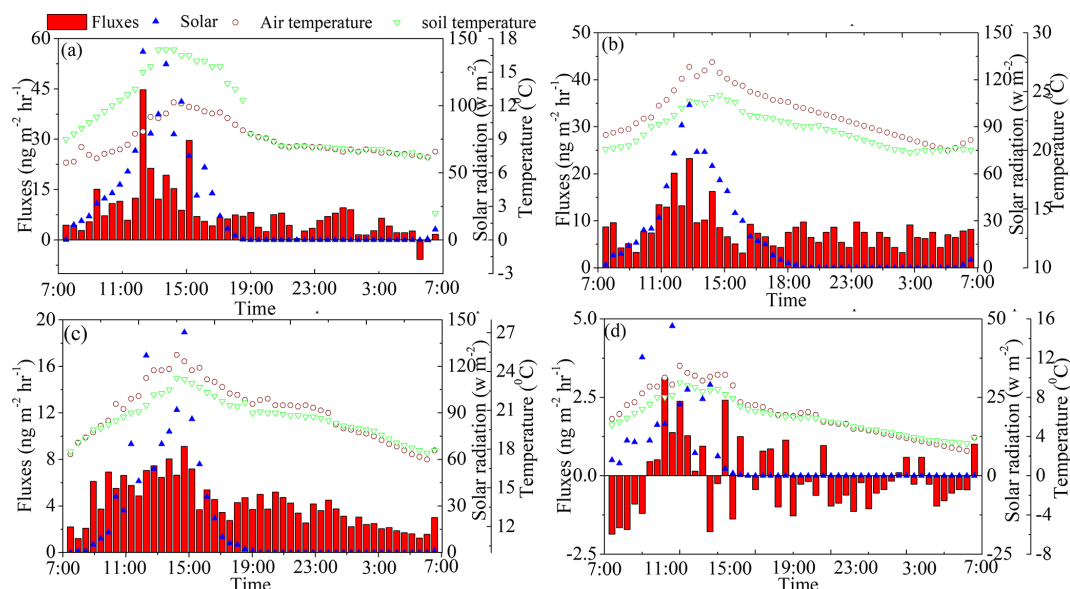 Fluxes Solar Air temperature soil temperature
(a)
Fluxes (ng m-2 hr-1)
60
45
30
15
0
150
100
50
0
Solar radiation (w m-2)
18
15
12
9
6
3
0
-3
Temperature (0C)
7:00 11:00 15:00 19:00 23:00 3:00 7:00
Time
(b)
Fluxes (ng m-2 hr-1)
50
40
30
20
10
0
150
120
90
60
30
0
Solar radiation (w m-2)
30
25
20
15
10
Temperature (0C)
7:00 11:00 15:00 19:00 23:00 3:00 7:00
Time
(c)
Fluxes (ng m-2 hr-1)
20
16
12
8
4
0
150
120
90
60
30
0
Solar radiation (w m-2)
27
24
21
18
15
12
Temperature (0C)
7:00 11:00 15:00 19:00 23:00 3:00 7:00
Time
(d)
Fluxes (ng m-2 hr-1)
5.0
2.5
0.0
-2.5
50
25
0
25
Solar radiation (w m-2)
16
12
8
4
0
-4
-8
Temperature (0C)
7:00 11:00 15:00 19:00 23:00 3:00 7:00
Time